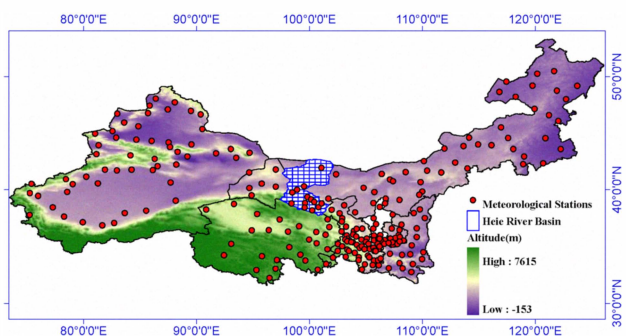 80°0'0"E 90°0'0"E 100°0'0"E 110°0'0"E 120°0'0"E
50°0'0"N
40°0'0"N
30°0'0"N
Meteorological Stations
Heie River Basin
Altitude(m)
High : 7615
Low : -153
80°0'0"E 90°0'0"E 100°0'0"E 110°0'0"E 120°0'0"E